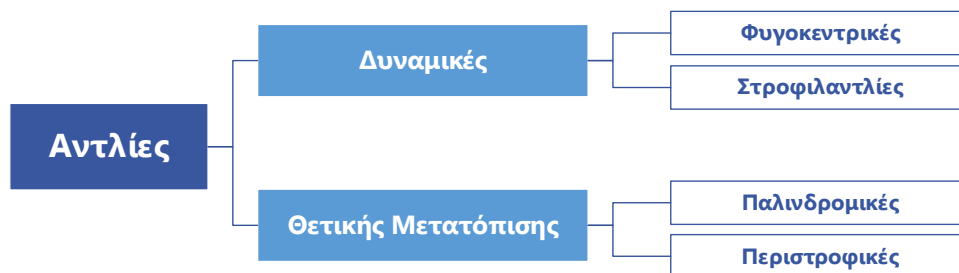 Αντλίες
Δυναμικές
Φυγοκεντρικές
Στροφιλαντλίες
Θετικής Μετατόπισης
Παλινδρομικές
Περιστροφικές